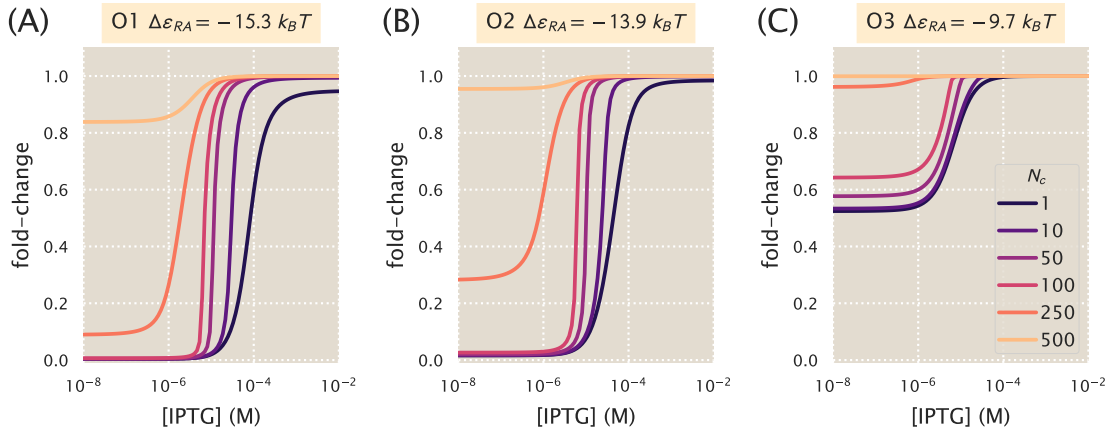 (A)
O1 Δε_RA = −15.3 k_BT
fold–change
1.0
0.8
0.6
0.4
0.2
0.0
10⁻⁸
10⁻⁶
10⁻⁴
10⁻²
[IPTG] (M)
(B)
O2 Δε_RA = −13.9 k_BT
fold–change
1.0
0.8
0.6
0.4
0.2
0.0
10⁻⁸
10⁻⁶
10⁻⁴
10⁻²
[IPTG] (M)
(C)
O3 Δε_RA = −9.7 k_BT
fold–change
1.0
0.8
0.6
0.4
0.2
0.0
N_c
1
10
50
100
250
500
10⁻⁸
10⁻⁶
10⁻⁴
10⁻²
[IPTG] (M)